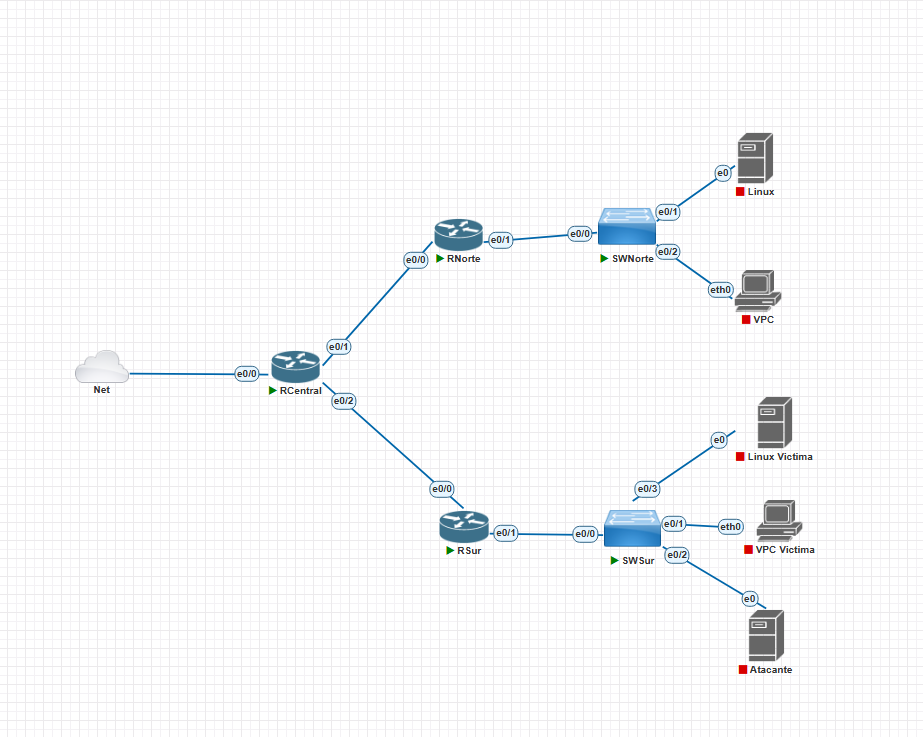 e0
e0/1
Linux
RNorte
e0/0
e0/1
e0/0
SWNorte
e0/2
eth0
VPC
Net
e0/0
e0/1
RCentral
e0/2
e0
Linux Victima
e0/3
e0/0
e0/1
RSur
e0/0
e0/1
eth0
VPC Victima
SWSur
e0/2
e0
Atacante